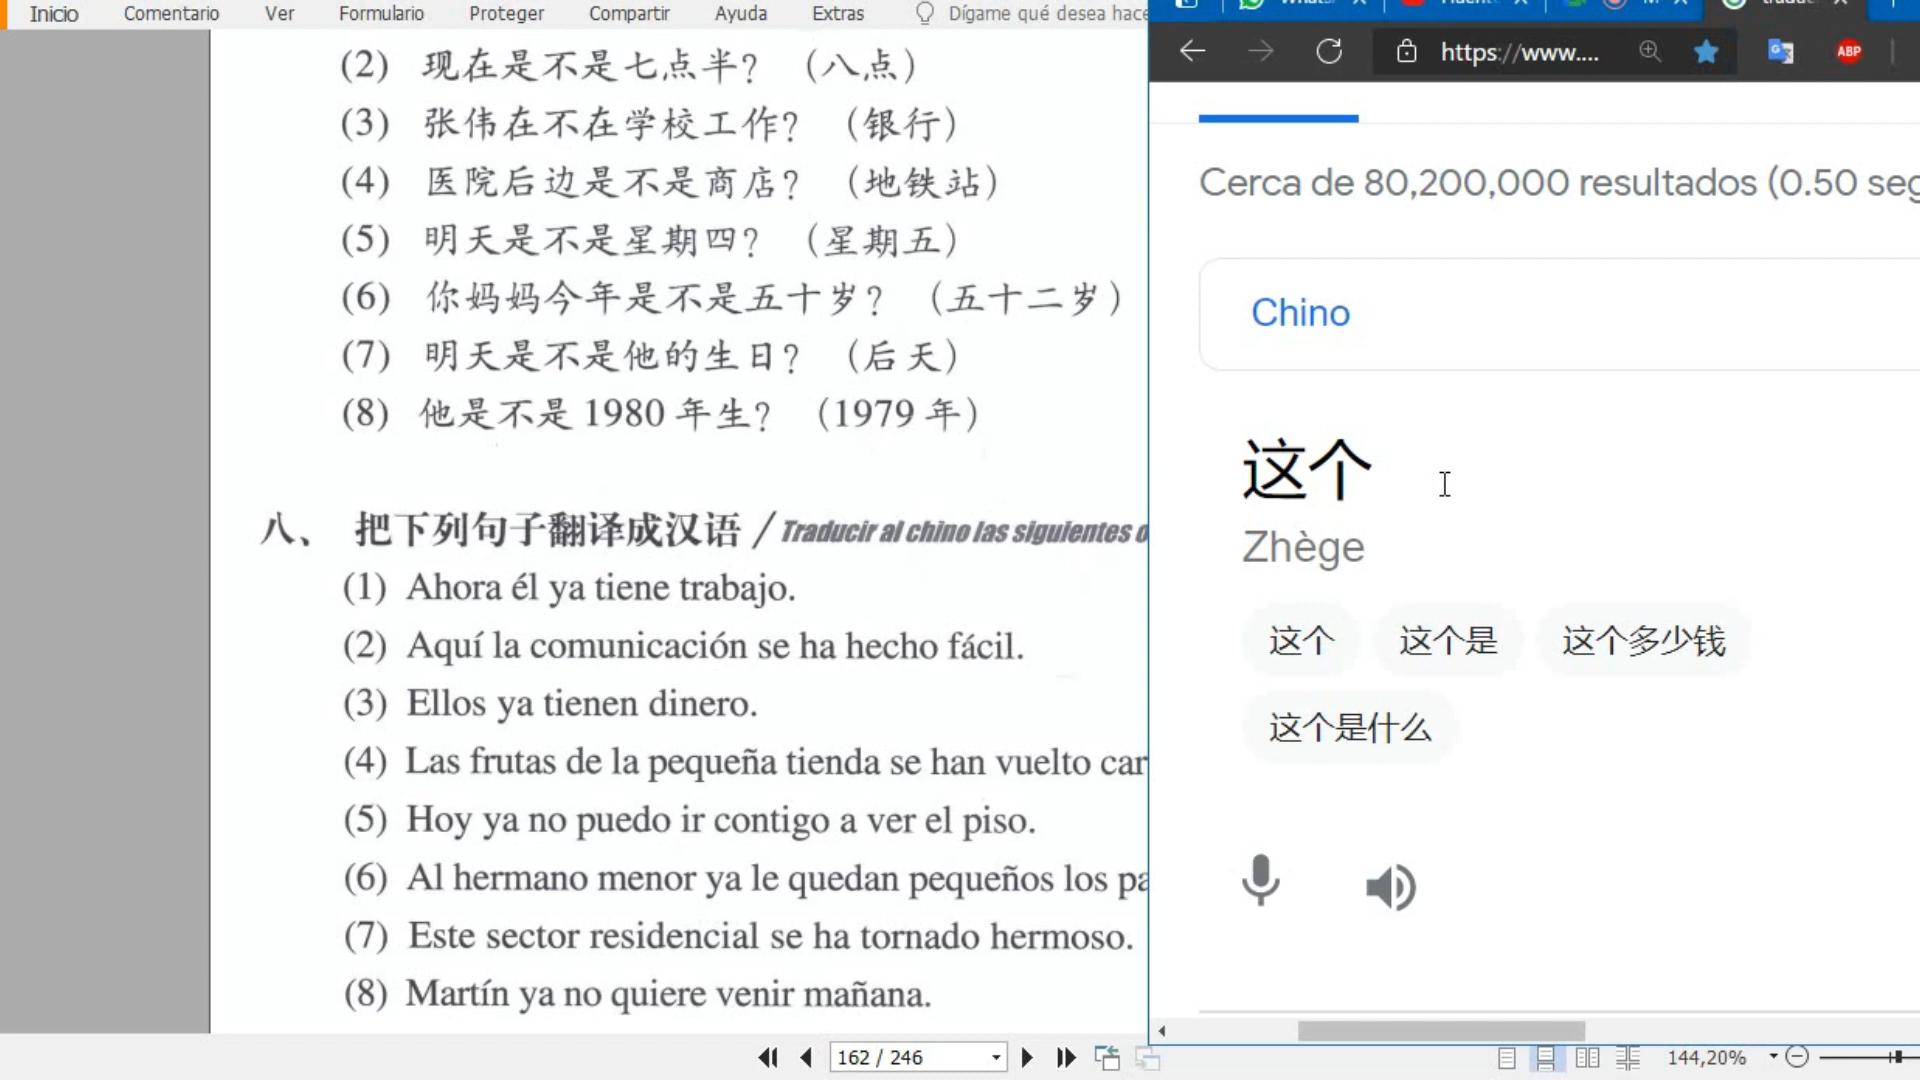 Inicio Comentario Ver Formulario Proteger Compartir Ayuda Extras Dígame qué desea hace
(2) 现在是不是七点半？（八点）
(3) 张伟在不在学校工作？（银行）
(4) 医院后边是不是商店？（地铁站）
(5) 明天是不是星期四？（星期五）
(6) 你妈妈今年是不是五十岁？（五十二岁）
(7) 明天是不是他的生日？（后天）
(8) 他是不是 1980 年生？（1979 年）
八、 把下列句子翻译成汉语 / Traducir al chino las siguientes o
(1) Ahora él ya tiene trabajo.
(2) Aquí la comunicación se ha hecho fácil.
(3) Ellos ya tienen dinero.
(4) Las frutas de la pequeña tienda se han vuelto car
(5) Hoy ya no puedo ir contigo a ver el piso.
(6) Al hermano menor ya le quedan pequeños los pa
(7) Este sector residencial se ha tornado hermoso.
(8) Martín ya no quiere venir mañana.
https://www.... ABP
Cerca de 80,200,000 resultados (0.50 seg
Chino
这个
Zhège
这个 这个是 这个多少钱
这个是什么
162 / 246 144,20%